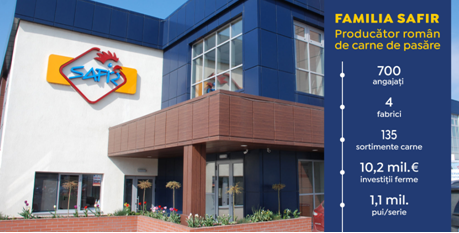 SAFIR
FAMILIA SAFIR
Producător român
de carne de pasăre
700
angajați
4
fabrici
135
sortimente carne
10,2 mil.€
investiții ferme
1,1 mil.
pui/serie